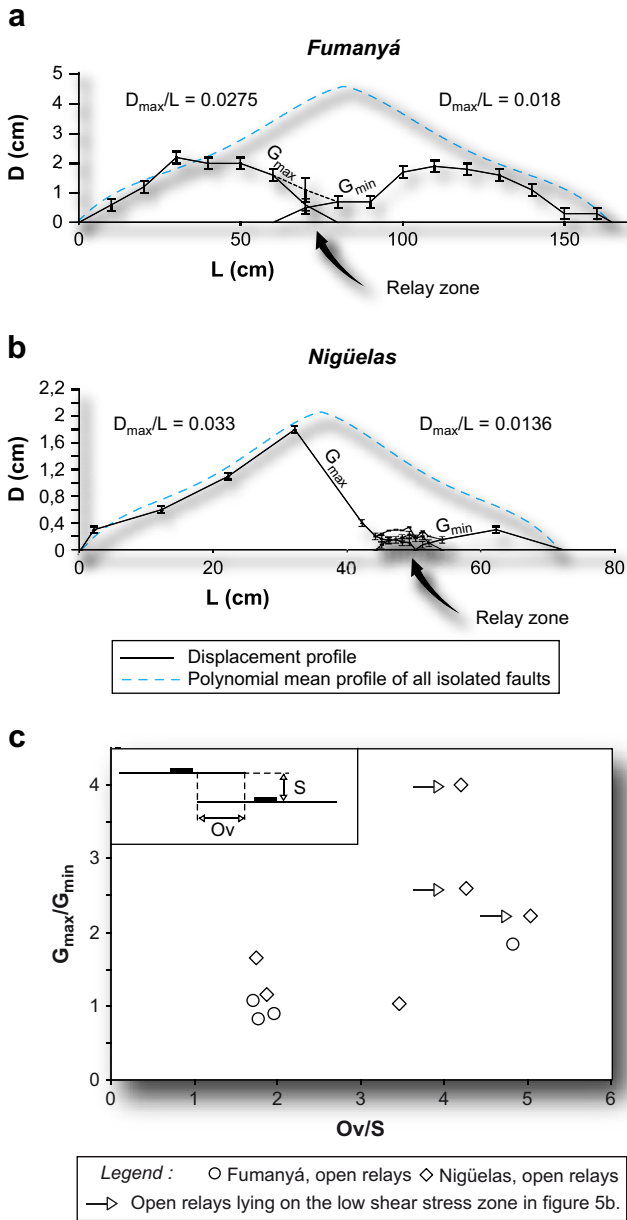 a
Fumanyá
Dmax/L = 0.0275
Dmax/L = 0.018
D (cm)
5
4
3
2
1
0
Gmax
Gmin
0 50 100 150
L (cm)
Relay zone
b
Nigüelas
Dmax/L = 0.033
Dmax/L = 0.0136
D (cm)
2,2
2
1,6
1,2
0.8
0.4
0
Gmax
Gmin
0 20 40 60 80
L (cm)
Relay zone
Displacement profile
Polynomial mean profile of all isolated faults
c
S
Ov
Gmax/Gmin
4
3
2
1
0
0 1 2 3 4 5 6
Ov/S
Legend : Fumanyá, open relays Nigüelas, open relays
Open relays lying on the low shear stress zone in figure 5b.